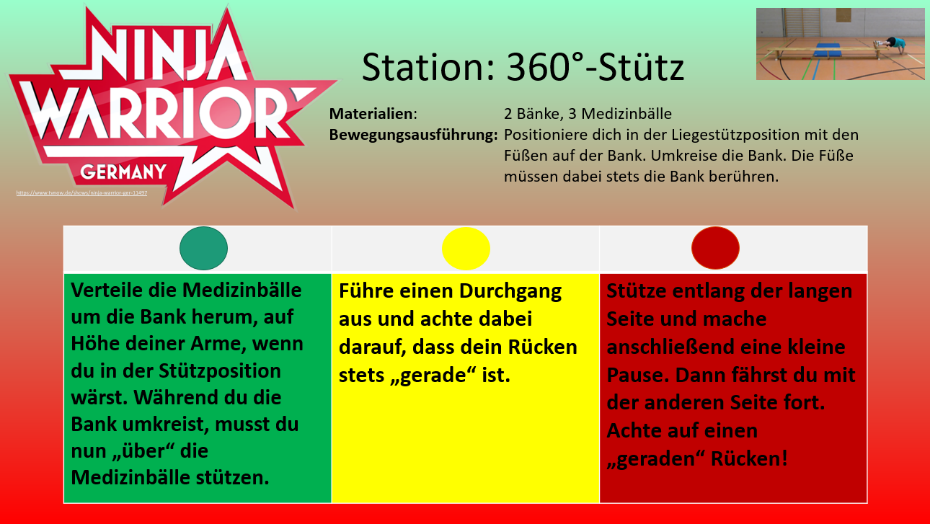 NINJA
WARRIOR
GERMANY
Station: 360°-Stütz
Materialien: 2 Bänke, 3 Medizinbälle
Bewegungsausführung: Positioniere dich in der Liegestützposition mit den
Füßen auf der Bank. Umkreise die Bank. Die Füße
müssen dabei stets die Bank berühren.
Verteile die Medizinbälle
um die Bank herum, auf
Höhe deiner Arme, wenn
du in der Stützposition
wärst. Während du die
Bank umkreist, musst du
nun „über“ die
Medizinbälle stützen.
Führe einen Durchgang
aus und achte dabei
darauf, dass dein Rücken
stets „gerade“ ist.
Stütze entlang der langen
Seite und mache
anschließend eine kleine
Pause. Dann fährst du mit
der anderen Seite fort.
Achte auf einen
„geraden“ Rücken!